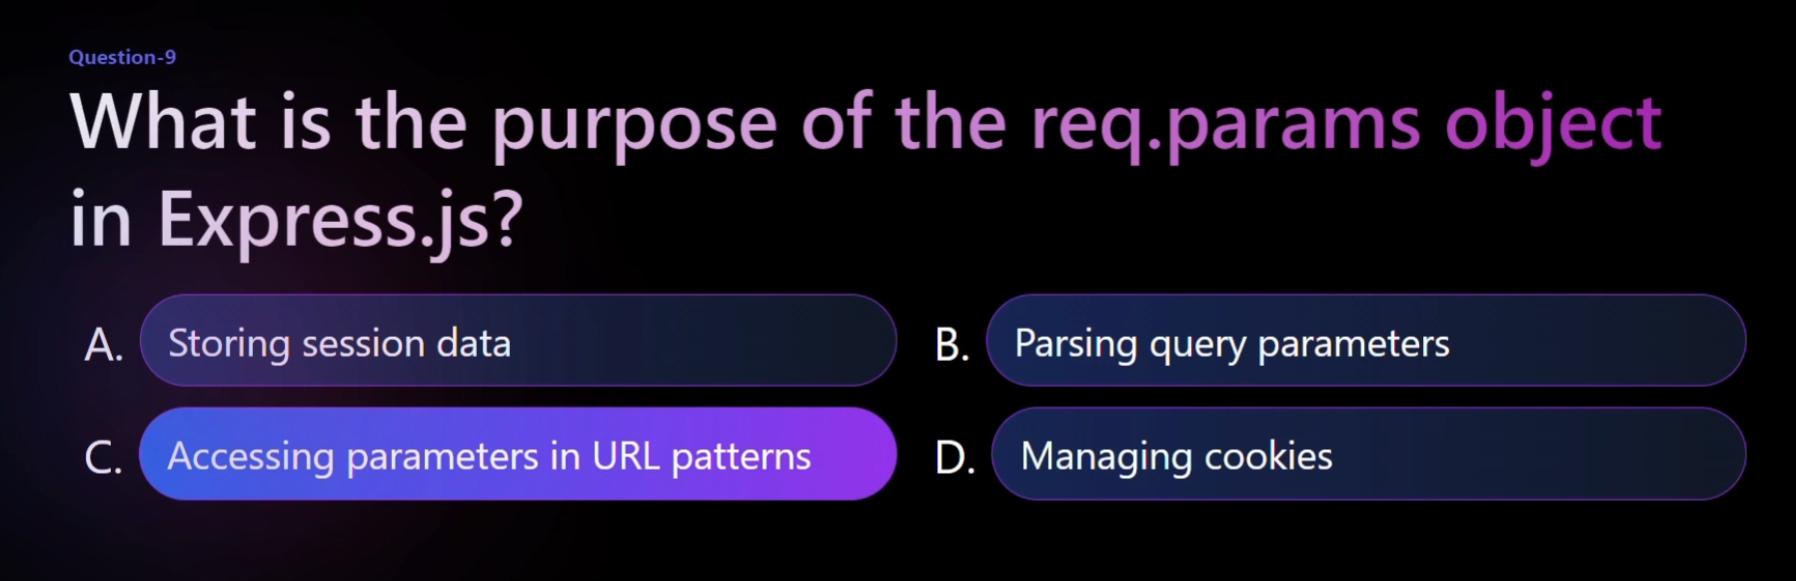 Question-9
What is the purpose of the req.params object
in Express.js?
A. Storing session data
B. Parsing query parameters
C. Accessing parameters in URL patterns
D. Managing cookies